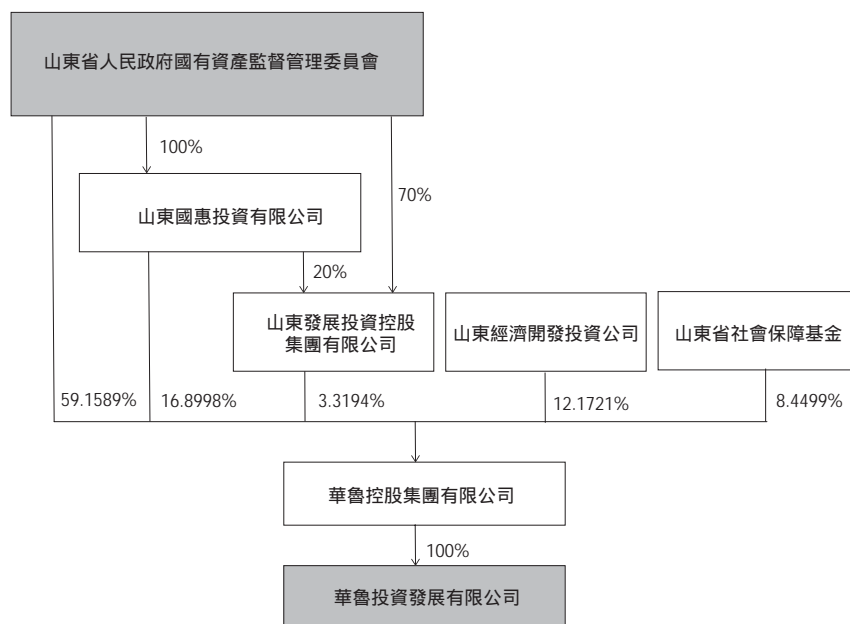 山東省人民政府國有資產監督管理委員會
100%
70%
山東國惠投資有限公司
20%
山東發展投資控股
集團有限公司
山東經濟開發投資公司
山東省社會保障基金
59.1589%
16.8998%
3.3194%
12.1721%
8.4499%
華魯控股集團有限公司
100%
華魯投資發展有限公司